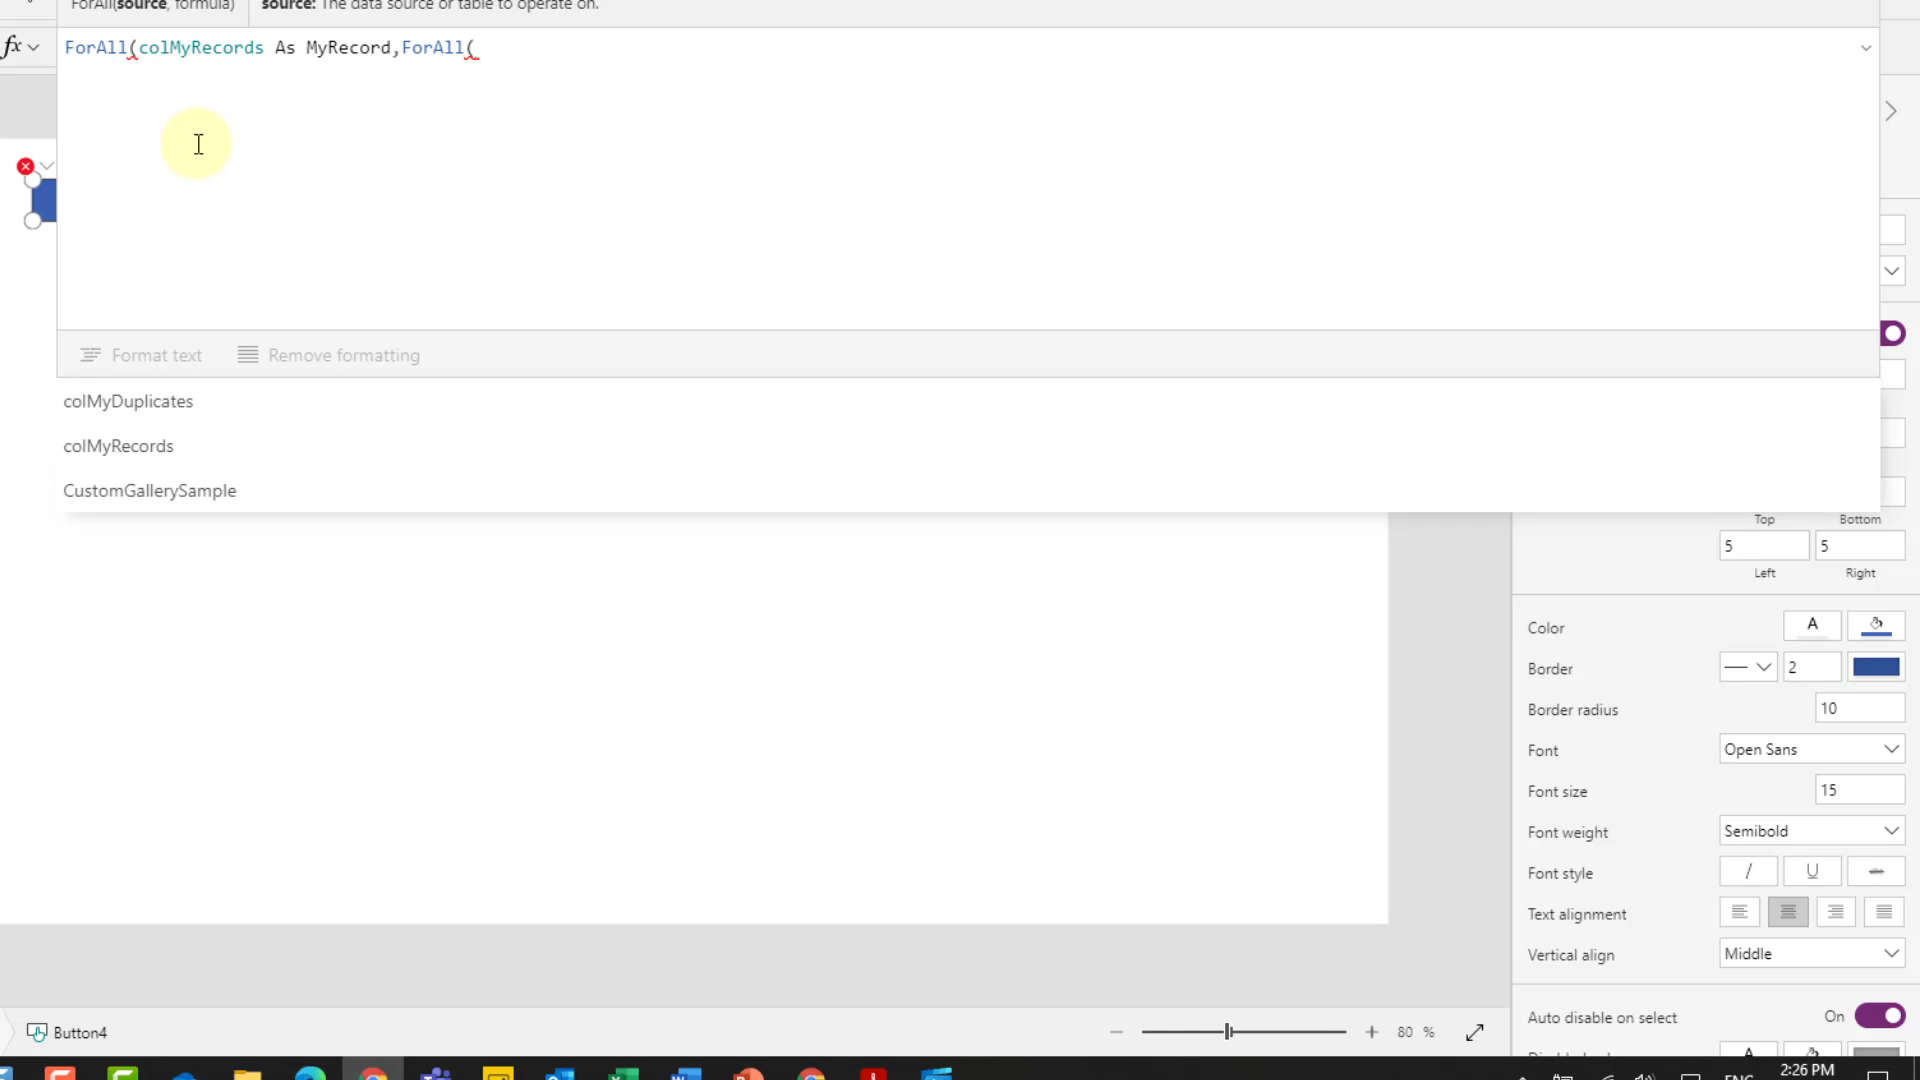 ForAll(source, formula) source: The data source or table to operate on.
fx ForAll(colMyRecords As MyRecord,ForAll(
Format text Remove formatting
colMyDuplicates
colMyRecords
CustomGallerySample
Top Bottom
5 5
Left Right
Color A
Border 2
Border radius 10
Font Open Sans
Font size 15
Font weight Semibold
Font style / U abc
Text alignment
Vertical align Middle
Button4 80 %
Auto disable on select On
A
ENG 2:26 PM